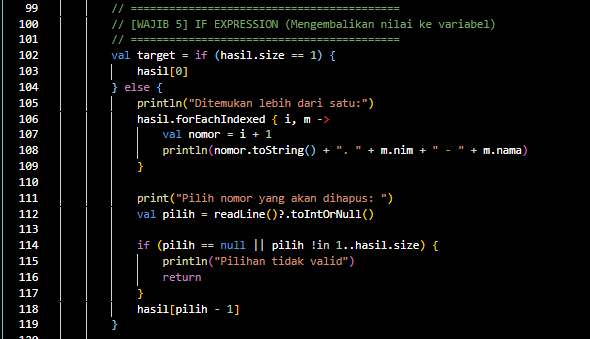 99 // ==========================================
100 // [WAJIB 5] IF EXPRESSION (Mengembalikan nilai ke variabel)
101 // ==========================================
102 val target = if (hasil.size == 1) {
103 hasil[0]
104 } else {
105 println("Ditemukan lebih dari satu:")
106 hasil.forEachIndexed { i, m ->
107 val nomor = i + 1
108 println(nomor.toString() + ". " + m.nim + " - " + m.nama)
109 }
110
111 print("Pilih nomor yang akan dihapus: ")
112 val pilih = readLine()?.toIntOrNull()
113
114 if (pilih == null || pilih !in 1..hasil.size) {
115 println("Pilihan tidak valid")
116 return
117 }
118 hasil[pilih - 1]
119 }